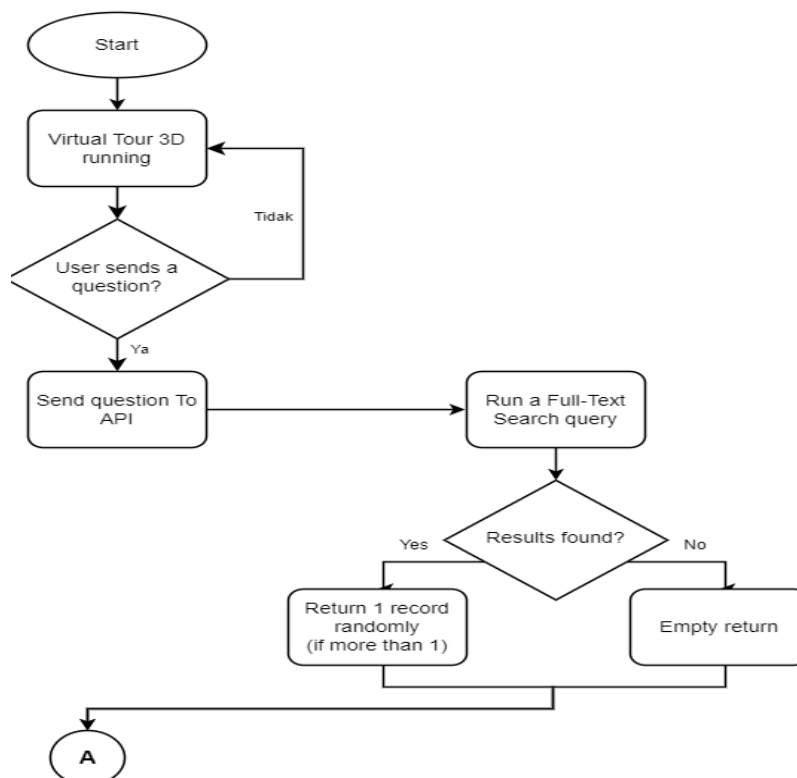 Start
Virtual Tour 3D
running
Tidak
User sends a
question?
Ya
Send question To
API
Run a Full-Text
Search query
Results found?
Yes
No
Return 1 record
randomly
(if more than 1)
Empty return
A